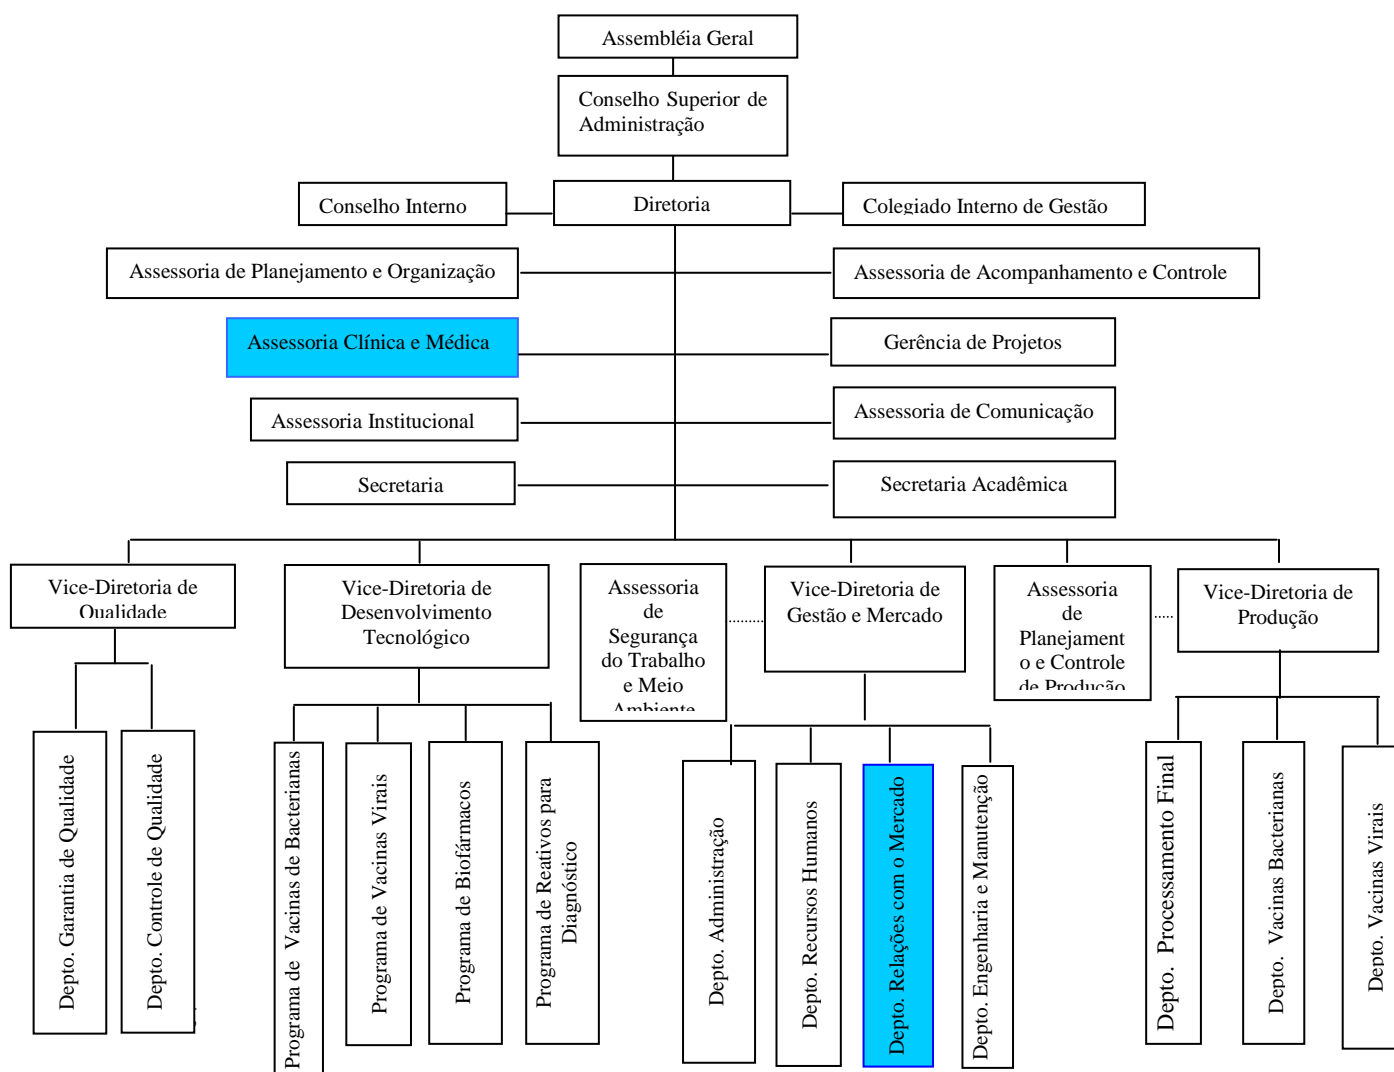 Assembléia Geral
Conselho Superior de
Administração
Conselho Interno
Diretoria
Colegiado Interno de Gestão
Assessoria de Planejamento e Organização
Assessoria de Acompanhamento e Controle
Assessoria Clínica e Médica
Gerência de Projetos
Assessoria Institucional
Assessoria de Comunicação
Secretaria
Secretaria Acadêmica
Vice-Diretoria de
Qualidade
Vice-Diretoria de
Desenvolvimento
Tecnológico
Assessoria
de
Segurança
do Trabalho
e Meio
Ambiente
Vice-Diretoria de
Gestão e Mercado
Assessoria
de
Planejament
o e Controle
de Produção
Vice-Diretoria de
Produção
Depto. Garantia de Qualidade
Depto. Controle de Qualidade
Programa de Vacinas de Bacterianas
Programa de Vacinas Virais
Programa de Biofármacos
Programa de Reativos para
Diagnóstico
Depto. Administração
Depto. Recursos Humanos
Depto. Relações com o Mercado
Depto. Engenharia e Manutenção
Depto. Processamento Final
Depto. Vacinas Bacterianas
Depto. Vacinas Virais